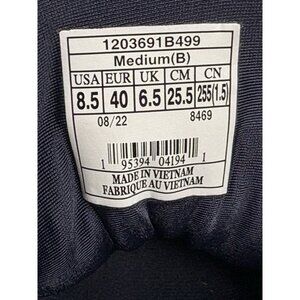 1203691B499
Medium(B)
USA EUR UK CM CN
8.5 40 6.5 25.5 255(1.5)
08/22 8469
1 95394 04194 1
MADE IN VIETNAM
FABRIQUE AU VIETNAM